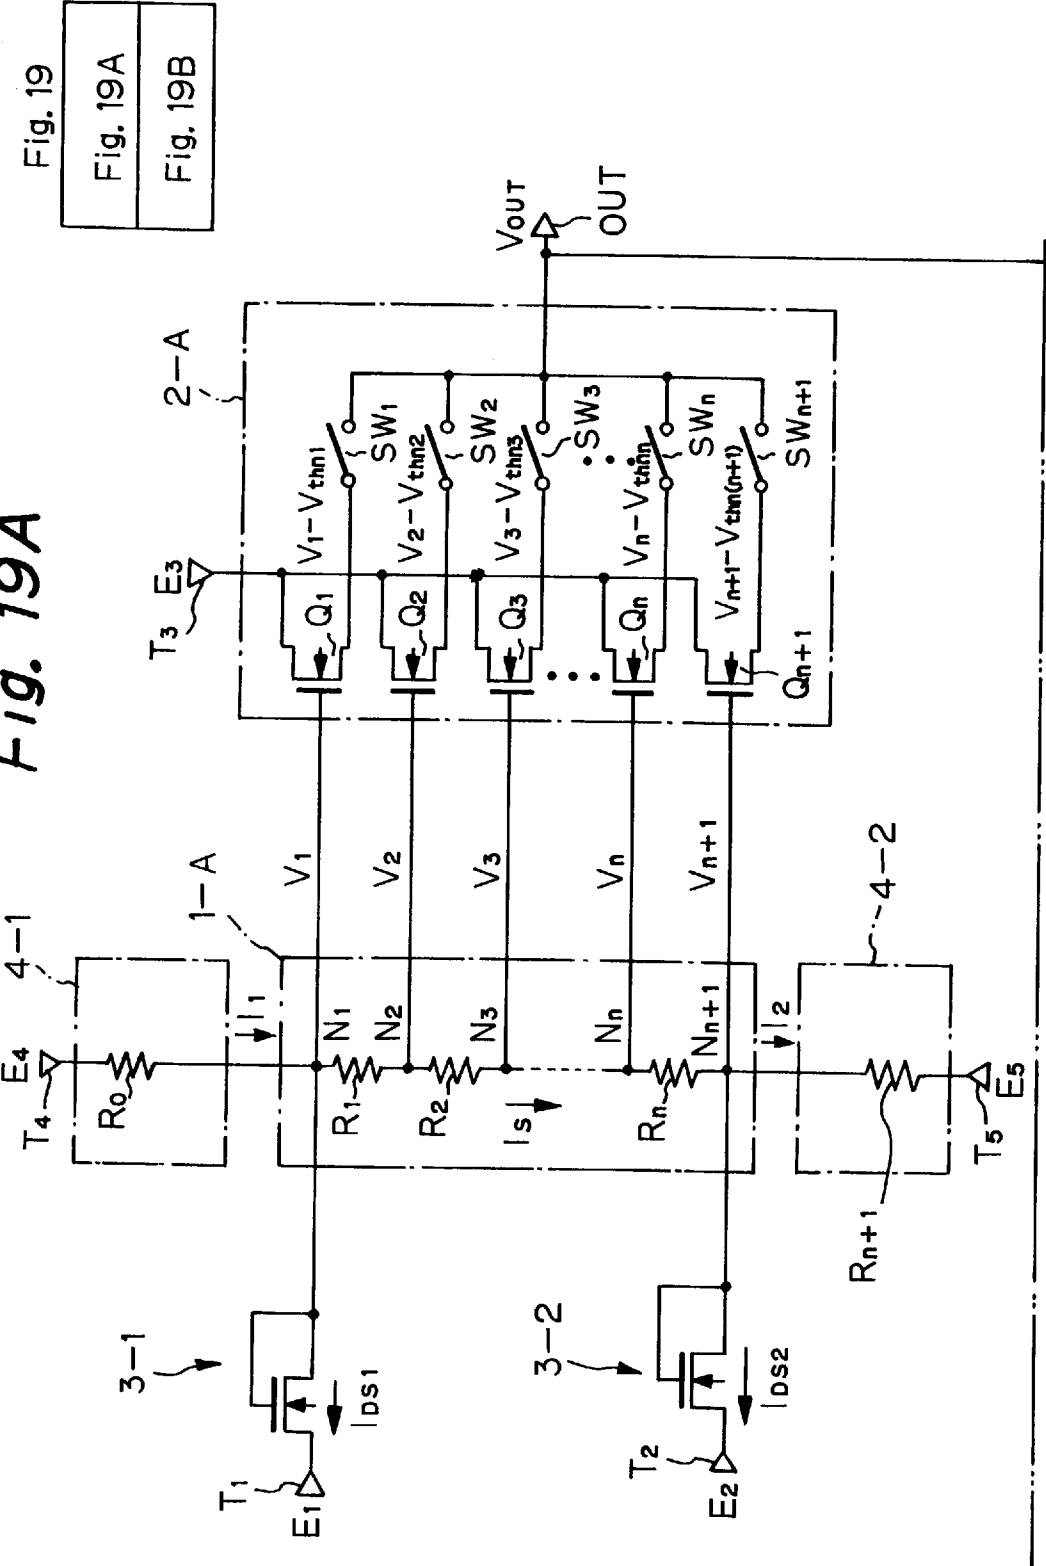 Fig. 19A
Fig. 19
Fig. 19A
Fig. 19B
4-1
T4
E4
R0
I1
1-A
2-A
T3
E3
3-1
T1
E1
IDS1
N1
V1
Q1
V1-Vthn1
SW1
R1
N2
V2
Q2
V2-Vthn2
SW2
R2
N3
V3
Q3
V3-Vthn3
SW3
VOUT
OUT
IS
Nn
Vn
Qn
Vn-Vthnn
SWn
Rn
3-2
T2
E2
IDS2
Nn+1
Vn+1
Qn+1
Vn+1-Vthn(n+1)
SWn+1
I2
4-2
Rn+1
T5
E5